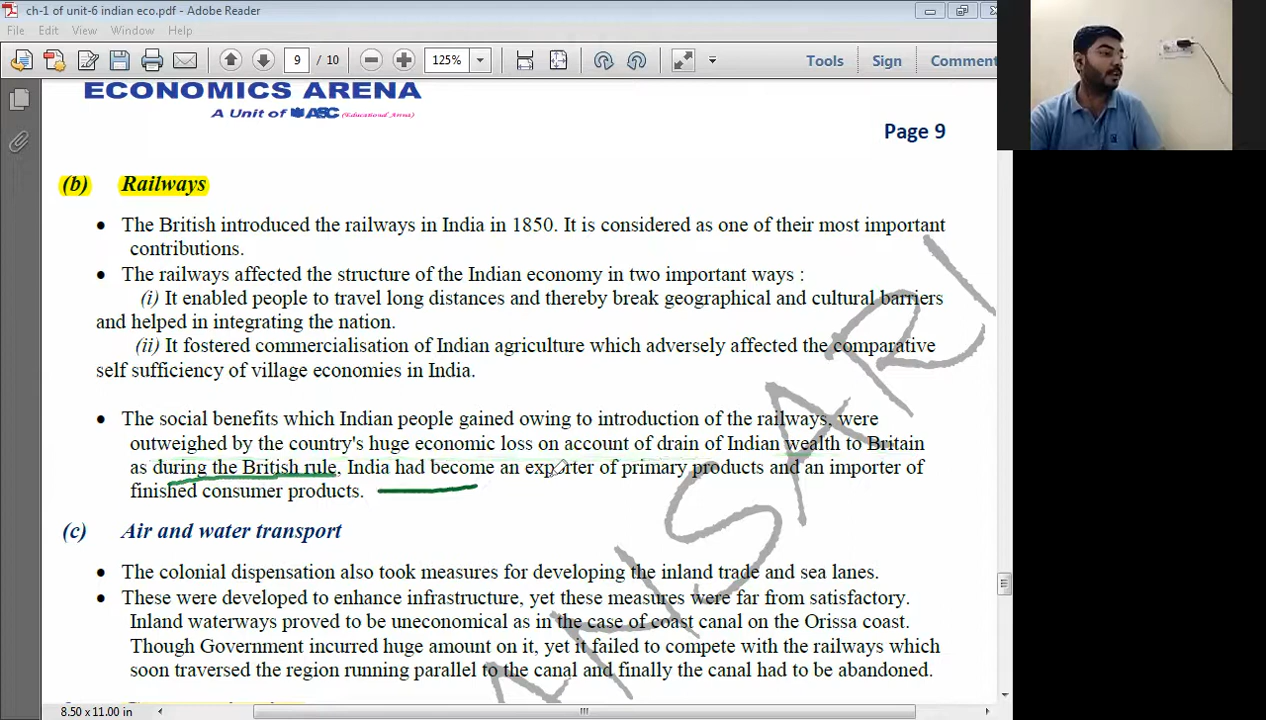 ch-1 of unit-6 indian eco.pdf - Adobe Reader
File Edit View Window Help
9 / 10 125% Tools Sign Comment
ECONOMICS ARENA
A Unit of ASC (Educational Arena)
Page 9
(b) Railways
• The British introduced the railways in India in 1850. It is considered as one of their most important
contributions.
• The railways affected the structure of the Indian economy in two important ways :
(i) It enabled people to travel long distances and thereby break geographical and cultural barriers
and helped in integrating the nation.
(ii) It fostered commercialisation of Indian agriculture which adversely affected the comparative
self sufficiency of village economies in India.
• The social benefits which Indian people gained owing to introduction of the railways, were
outweighed by the country's huge economic loss on account of drain of Indian wealth to Britain
as during the British rule, India had become an exporter of primary products and an importer of
finished consumer products.
(c) Air and water transport
• The colonial dispensation also took measures for developing the inland trade and sea lanes.
• These were developed to enhance infrastructure, yet these measures were far from satisfactory.
Inland waterways proved to be uneconomical as in the case of coast canal on the Orissa coast.
Though Government incurred huge amount on it, yet it failed to compete with the railways which
soon traversed the region running parallel to the canal and finally the canal had to be abandoned.
ANSARI
8.50 x 11.00 in